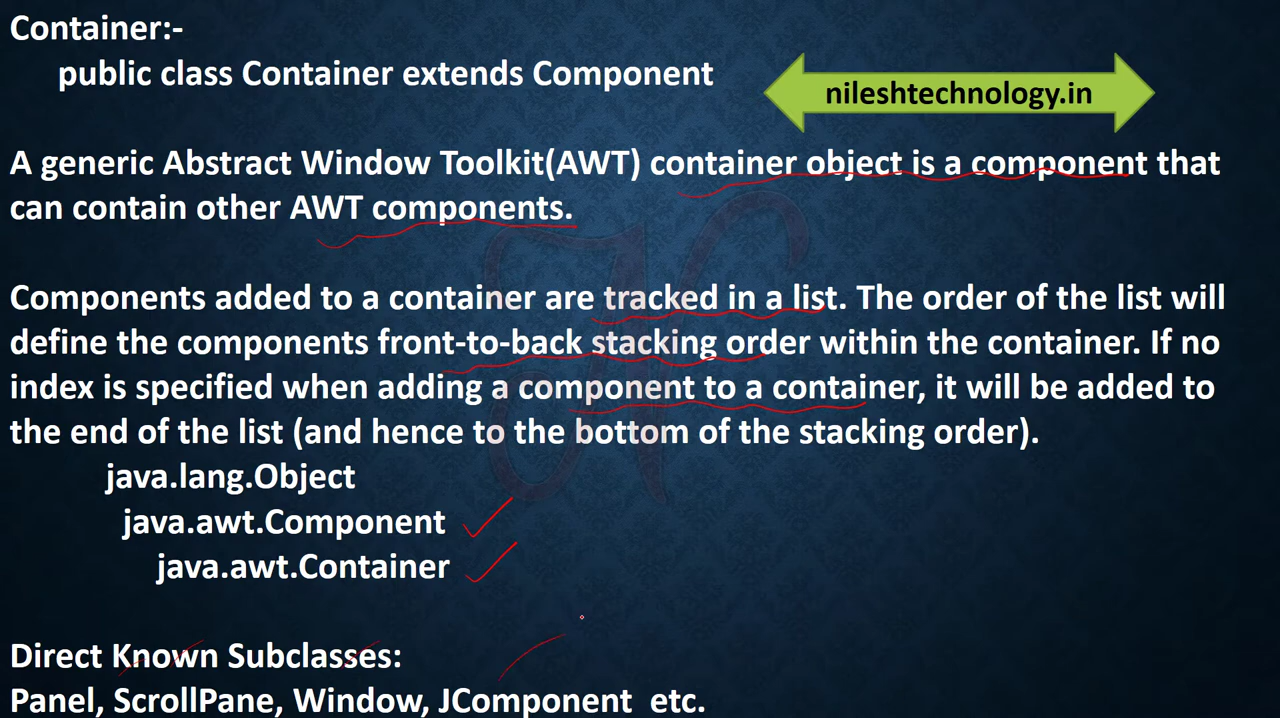 Container:-
public class Container extends Component
nileshtechnology.in
A generic Abstract Window Toolkit(AWT) container object is a component that
can contain other AWT components.
Components added to a container are tracked in a list. The order of the list will
define the components front-to-back stacking order within the container. If no
index is specified when adding a component to a container, it will be added to
the end of the list (and hence to the bottom of the stacking order).
java.lang.Object
java.awt.Component
java.awt.Container
Direct Known Subclasses:
Panel, ScrollPane, Window, JComponent  etc.